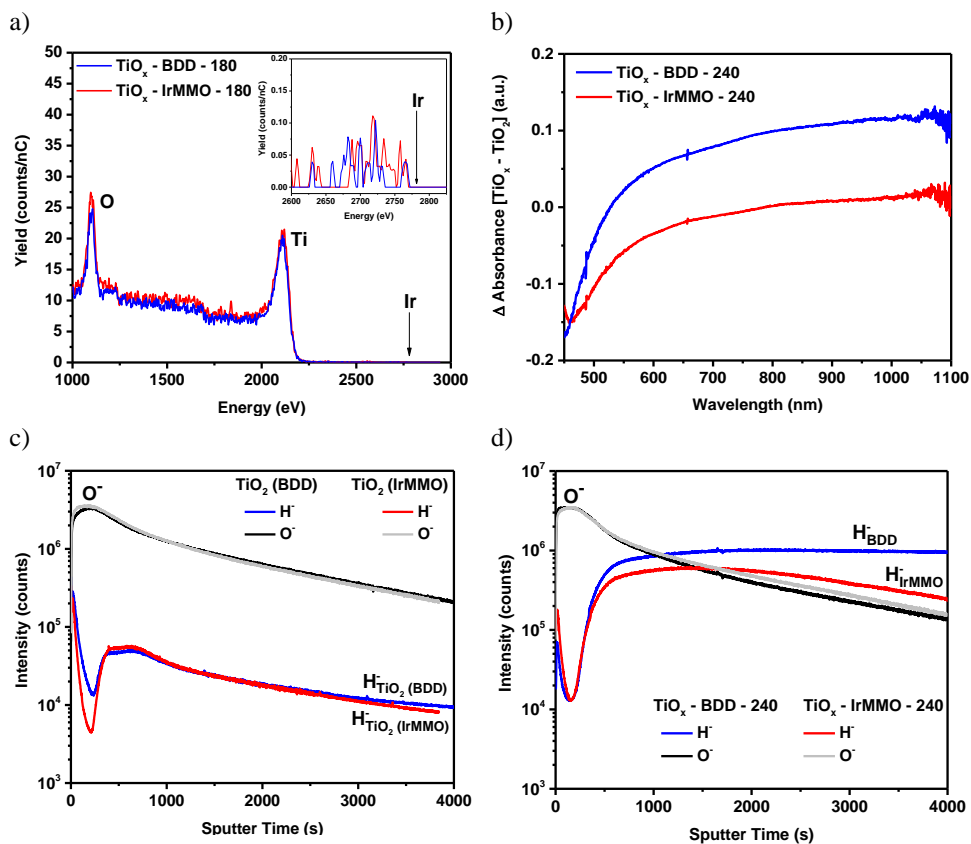 a)
50
45
40
35
30
25
20
15
10
5
0
Yield (counts/nC)
TiOx - BDD - 180
TiOx - IrMMO - 180
O
Ti
Ir
1000 1500 2000 2500 3000
Energy (eV)
Yield (counts/nC)
0.15
0.10
0.05
0.00
Ir
2600 2650 2700 2750 2800
Energy (eV)
b)
0.2
0.1
0.0
-0.1
-0.2
Δ Absorbance [TiOx - TiO2] (a.u.)
TiOx - BDD - 240
TiOx - IrMMO - 240
500 600 700 800 900 1000 1100
Wavelength (nm)
c)
10^7
10^6
10^5
10^4
10^3
Intensity (counts)
O-
TiO2 (BDD) TiO2 (IrMMO)
H- H-
O- O-
H-TiO2 (BDD)
H-TiO2 (IrMMO)
0 1000 2000 3000 4000
Sputter Time (s)
d)
10^7
10^6
10^5
10^4
10^3
Intensity (counts)
O-
H-BDD
H-IrMMO
TiOx - BDD - 240 TiOx - IrMMO - 240
H- H-
O- O-
0 1000 2000 3000 4000
Sputter Time (s)